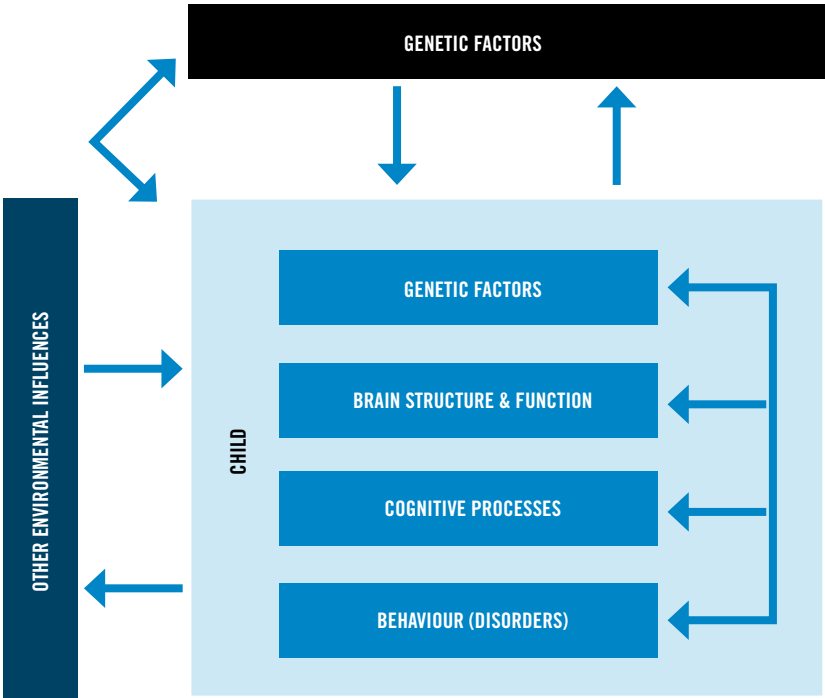 GENETIC FACTORS
OTHER ENVIRONMENTAL INFLUENCES
CHILD
GENETIC FACTORS
BRAIN STRUCTURE & FUNCTION
COGNITIVE PROCESSES
BEHAVIOUR (DISORDERS)